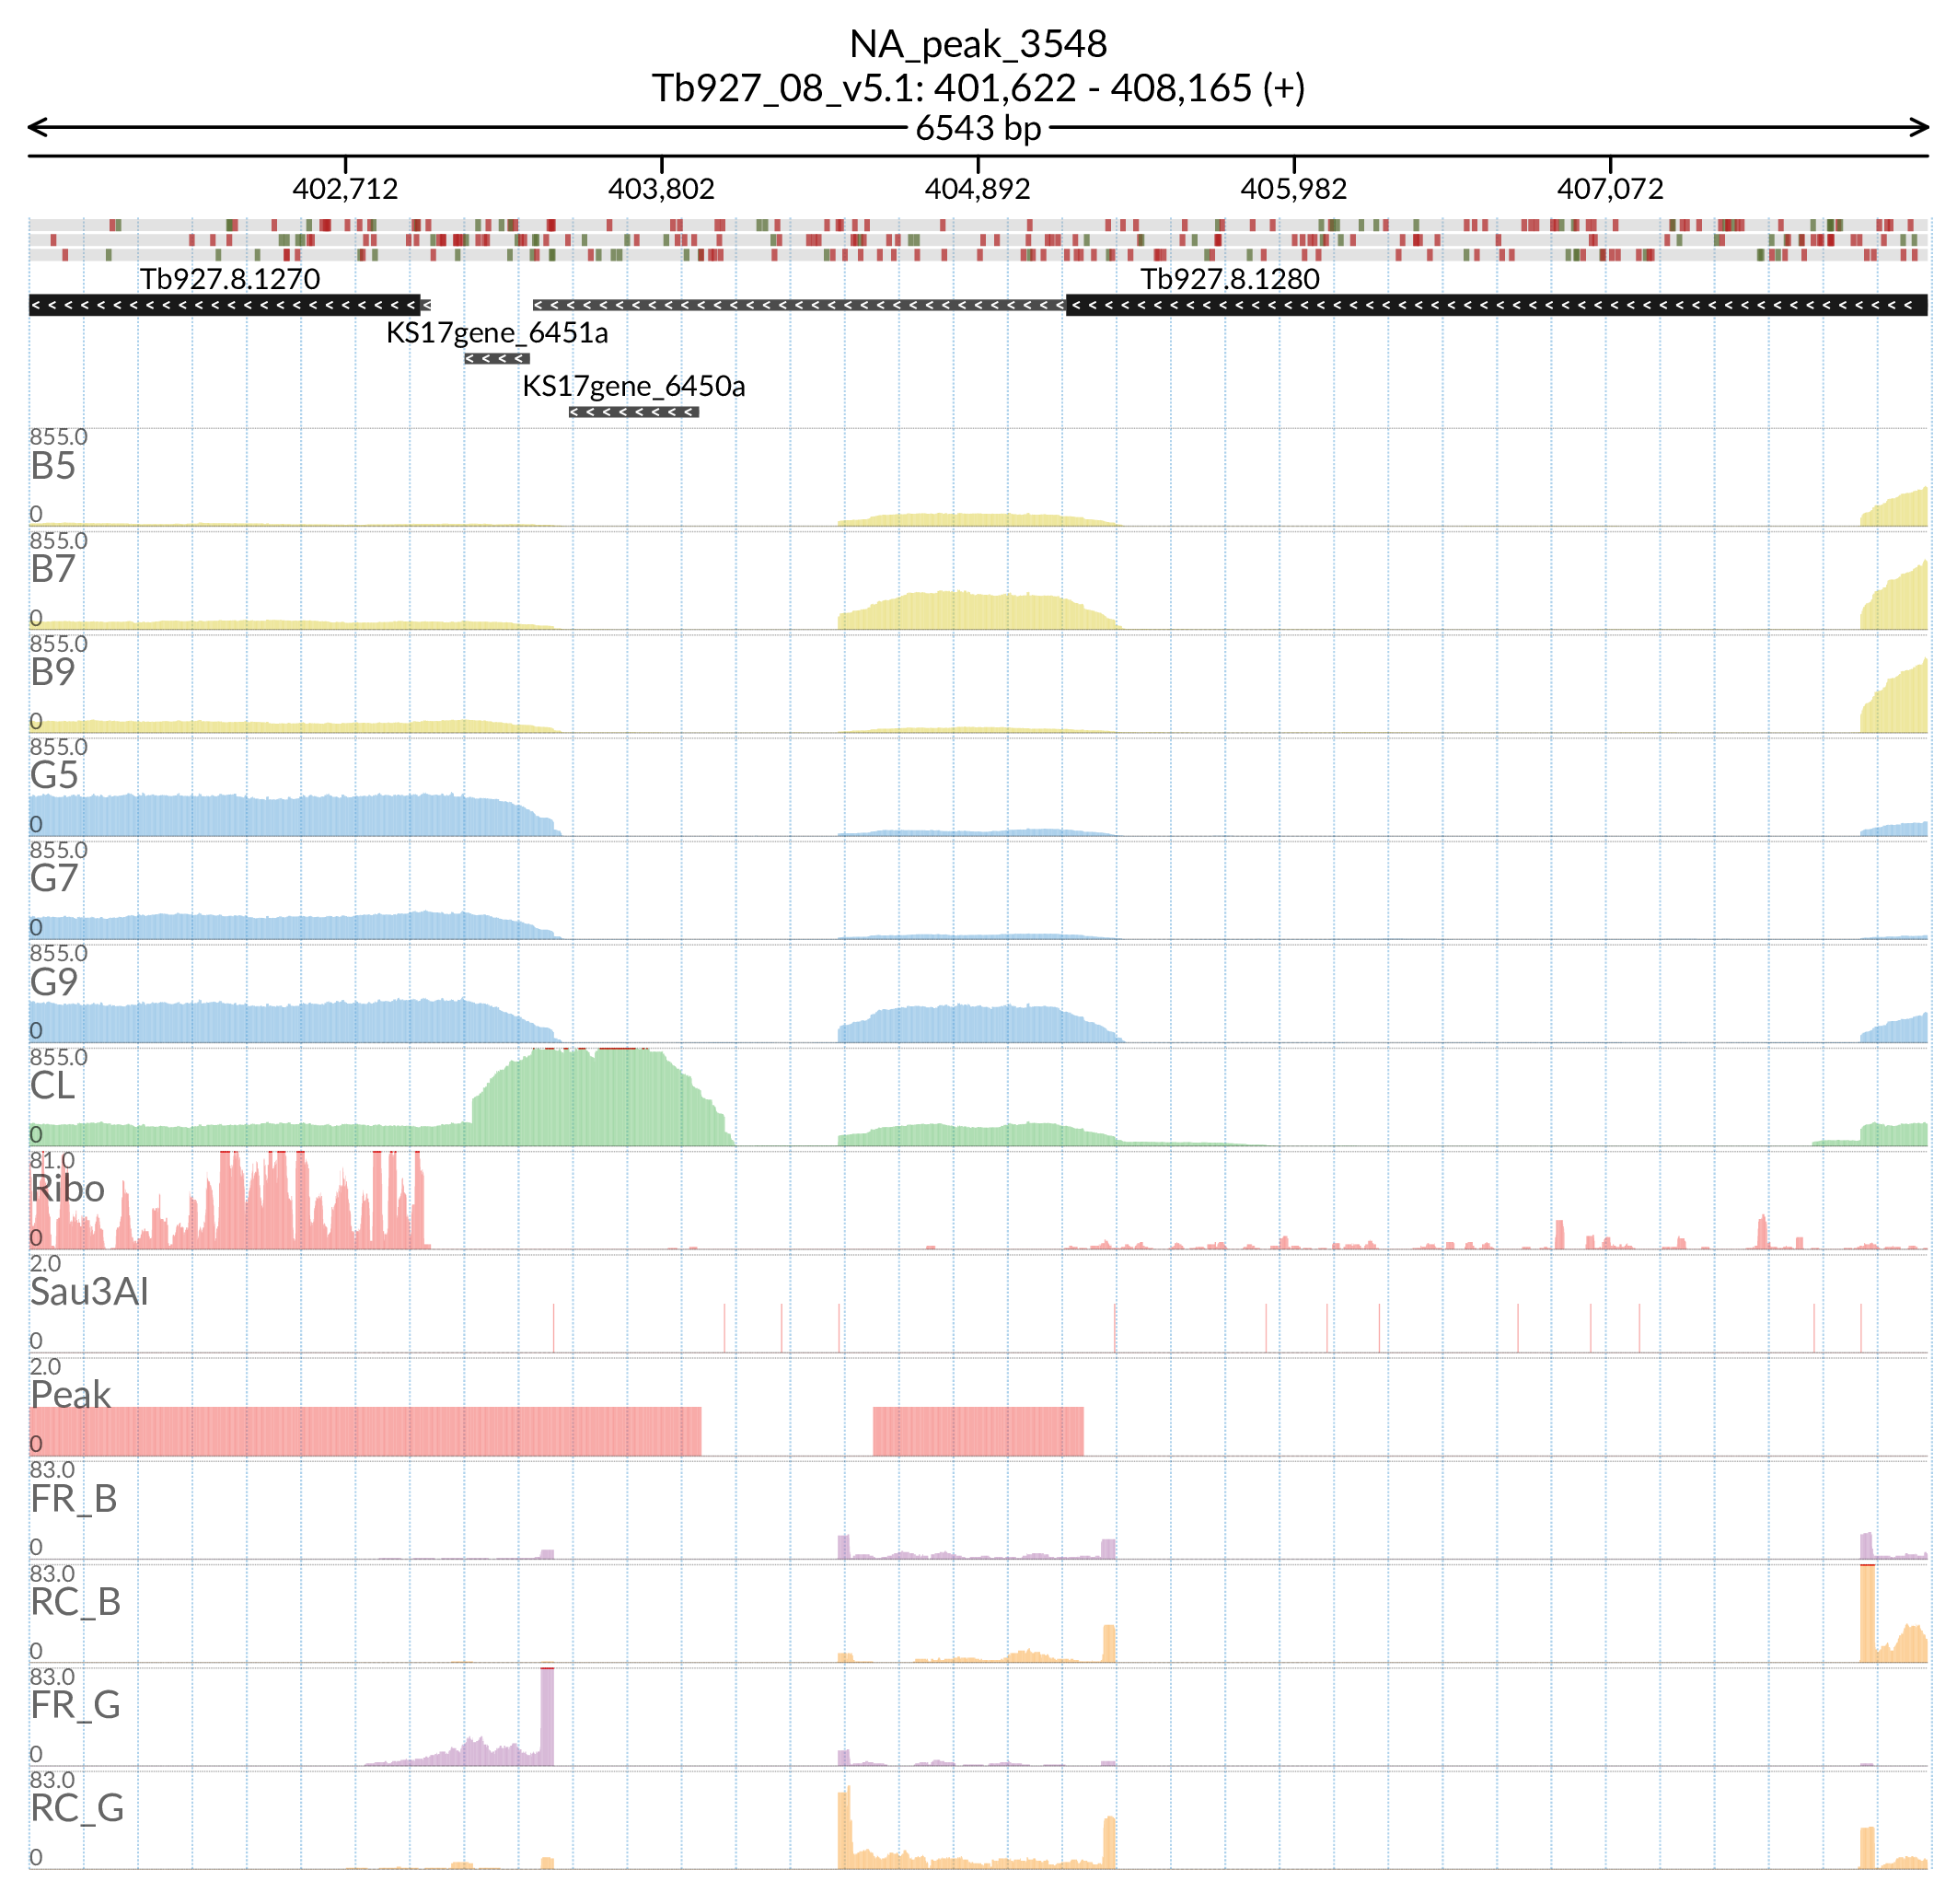 NA_peak_3548
Tb927_08_v5.1: 401,622 - 408,165 (+)
6543 bp
402,712 403,802 404,892 405,982 407,072
Tb927.8.1270 Tb927.8.1280
KS17gene_6451a
KS17gene_6450a
855.0
B5
0
855.0
B7
0
855.0
B9
0
855.0
G5
0
855.0
G7
0
855.0
G9
0
855.0
CL
0
81.0
Ribo
0
2.0
Sau3AI
0
2.0
Peak
0
83.0
FR_B
0
83.0
RC_B
0
83.0
FR_G
0
83.0
RC_G
0